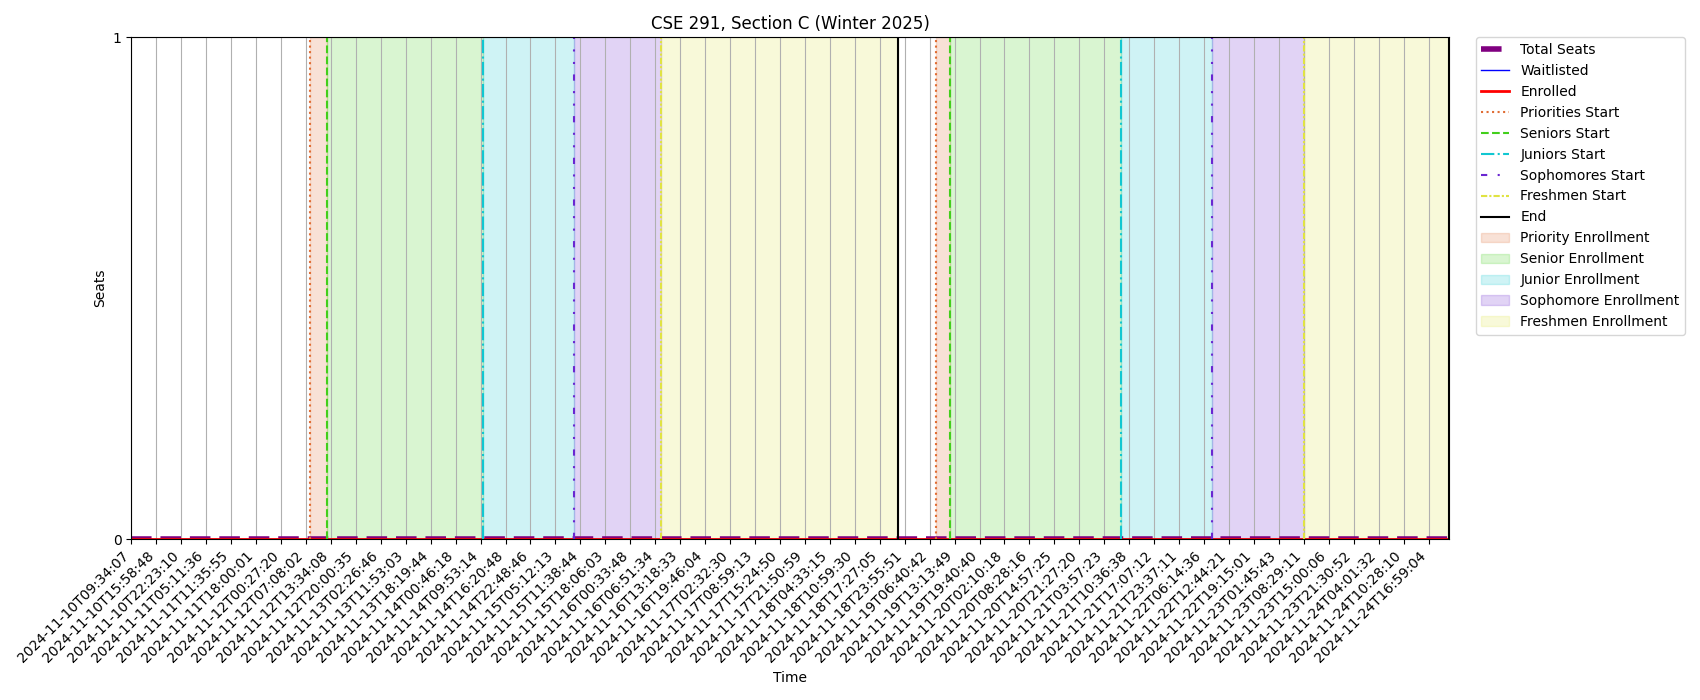 CSE 291, Section C (Winter 2025)
1
0
Seats
2024-11-10T09:34:07
2024-11-10T15:58:48
2024-11-10T22:23:10
2024-11-11T05:11:36
2024-11-11T11:35:55
2024-11-11T18:00:01
2024-11-12T00:27:20
2024-11-12T07:08:02
2024-11-12T13:34:08
2024-11-12T20:00:35
2024-11-13T02:26:46
2024-11-13T11:53:03
2024-11-13T18:19:44
2024-11-14T00:46:18
2024-11-14T09:53:14
2024-11-14T16:20:48
2024-11-14T22:48:46
2024-11-15T05:12:13
2024-11-15T11:38:44
2024-11-15T18:06:03
2024-11-16T00:33:48
2024-11-16T06:51:34
2024-11-16T13:18:33
2024-11-16T19:46:04
2024-11-17T02:32:30
2024-11-17T08:59:13
2024-11-17T15:24:50
2024-11-17T21:50:59
2024-11-18T04:33:15
2024-11-18T10:59:30
2024-11-18T17:27:05
2024-11-18T23:55:51
2024-11-19T06:40:42
2024-11-19T13:13:49
2024-11-19T19:40:40
2024-11-20T02:10:18
2024-11-20T08:28:16
2024-11-20T14:57:25
2024-11-20T21:27:20
2024-11-21T03:57:23
2024-11-21T10:36:38
2024-11-21T17:07:12
2024-11-21T23:37:11
2024-11-22T06:14:36
2024-11-22T12:44:21
2024-11-22T19:15:01
2024-11-23T01:45:43
2024-11-23T08:29:11
2024-11-23T15:00:06
2024-11-23T21:30:52
2024-11-24T04:01:32
2024-11-24T10:28:10
2024-11-24T16:59:04
Time
Total Seats
Waitlisted
Enrolled
Priorities Start
Seniors Start
Juniors Start
Sophomores Start
Freshmen Start
End
Priority Enrollment
Senior Enrollment
Junior Enrollment
Sophomore Enrollment
Freshmen Enrollment